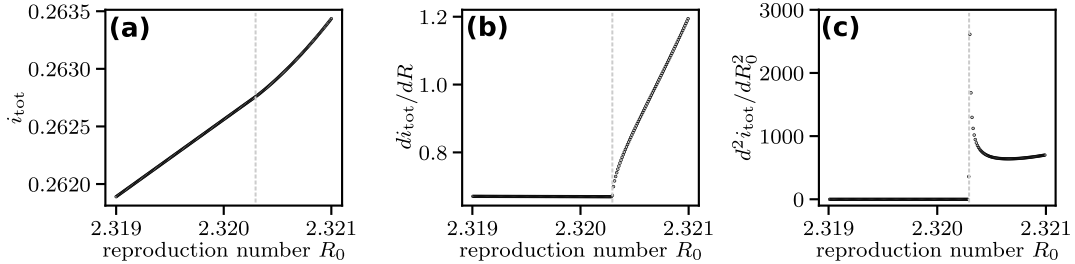 (a)
0.2635
0.2630
0.2625
0.2620
i_tot
2.319
2.320
2.321
reproduction number R_0
(b)
1.2
1.0
0.8
di_tot/dR
2.319
2.320
2.321
reproduction number R_0
(c)
3000
2000
1000
0
d^2 i_tot/dR_0^2
2.319
2.320
2.321
reproduction number R_0